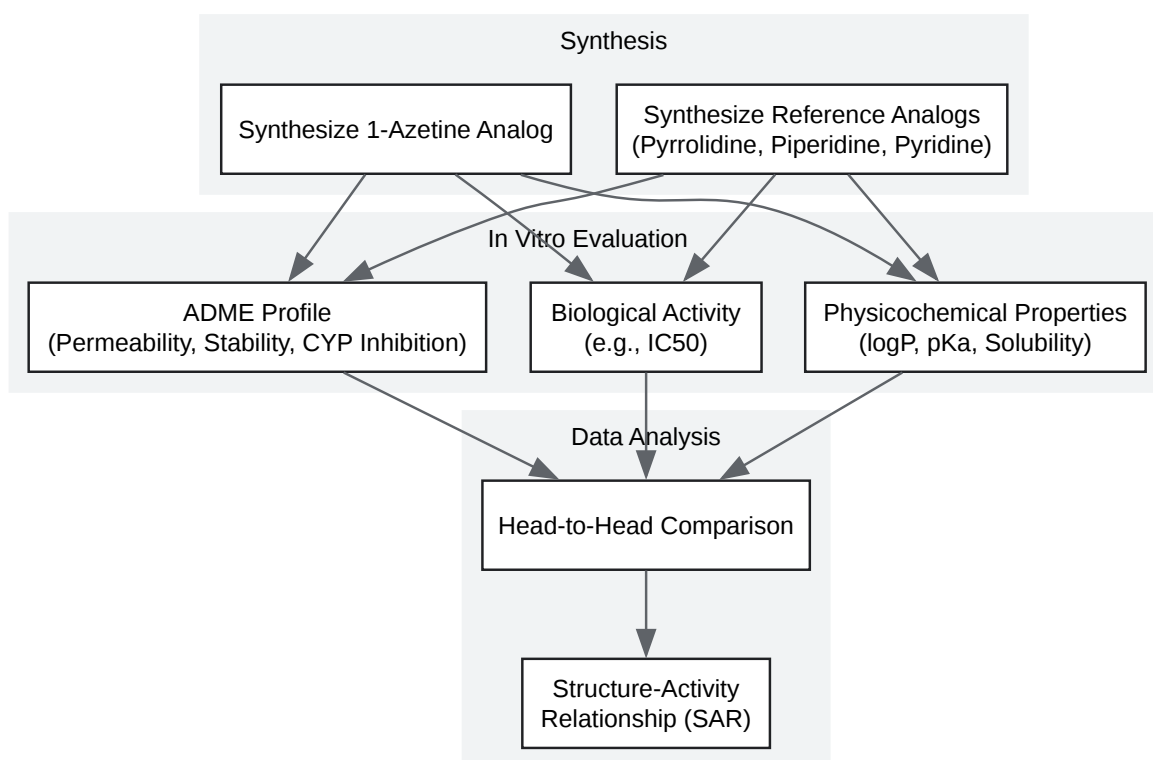 Synthesis
Synthesize 1-Azetine Analog
Synthesize Reference Analogs
(Pyrrolidine, Piperidine, Pyridine)
In Vitro Evaluation
ADME Profile
(Permeability, Stability, CYP Inhibition)
Biological Activity
(e.g., IC50)
Physicochemical Properties
(logP, pKa, Solubility)
Data Analysis
Head-to-Head Comparison
Structure-Activity
Relationship (SAR)